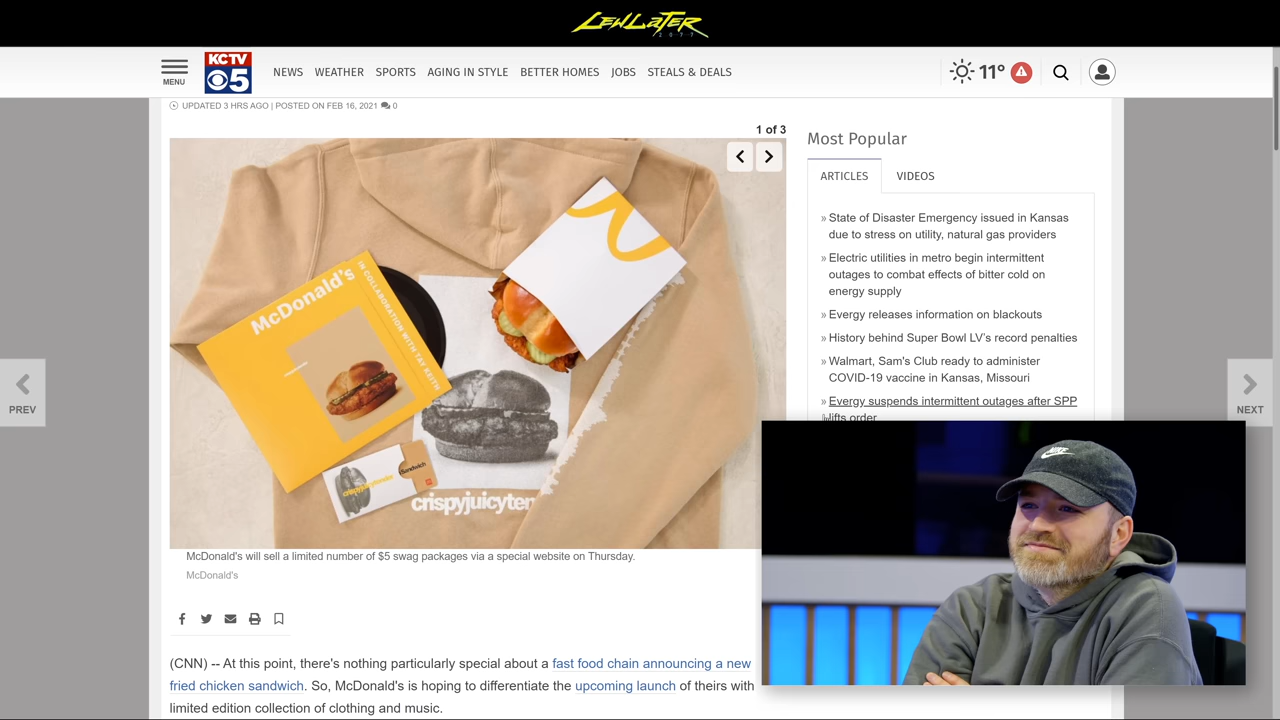 LEWLATER
2077
MENU
KCTV
5
NEWS WEATHER SPORTS AGING IN STYLE BETTER HOMES JOBS STEALS & DEALS
11°
UPDATED 3 HRS AGO | POSTED ON FEB 16, 2021 0
1 of 3
McDonald's
IN COLLABORATION WITH TAY KEITH
crispyjuicytender
Sandwich
crispyjuicyten
McDonald's will sell a limited number of $5 swag packages via a special website on Thursday.
McDonald's
(CNN) -- At this point, there's nothing particularly special about a fast food chain announcing a new
fried chicken sandwich. So, McDonald's is hoping to differentiate the upcoming launch of theirs with
limited edition collection of clothing and music.
Most Popular
ARTICLES VIDEOS
» State of Disaster Emergency issued in Kansas
due to stress on utility, natural gas providers
» Electric utilities in metro begin intermittent
outages to combat effects of bitter cold on
energy supply
» Evergy releases information on blackouts
» History behind Super Bowl LV's record penalties
» Walmart, Sam's Club ready to administer
COVID-19 vaccine in Kansas, Missouri
» Evergy suspends intermittent outages after SPP
lifts order
PREV
NEXT
NIKE